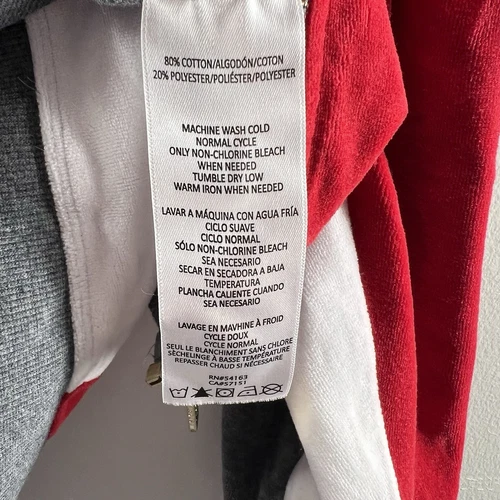 80% COTTON/ALGODÓN/COTON
20% POLYESTER/POLIÉSTER/POLYESTER
MACHINE WASH COLD
NORMAL CYCLE
ONLY NON-CHLORINE BLEACH
WHEN NEEDED
TUMBLE DRY LOW
WARM IRON WHEN NEEDED
LAVAR A MÁQUINA CON AGUA FRÍA
CICLO SUAVE
CICLO NORMAL
SÓLO NON-CHLORINE BLEACH
SEA NECESARIO
SECAR EN SECADORA A BAJA
TEMPERATURA
PLANCHA CALIENTE CUANDO
SEA NECESARIO
LAVAGE EN MAVHINE À FROID
CYCLE DOUX
CYCLE NORMAL
SEUL LE BLANCHIMENT SANS CHLORE
SÈCHELINGE À BASSE TEMPÉRATURE
REPASSER CHAUD SI NÉCESSAIRE
RN#54163
CA#57151